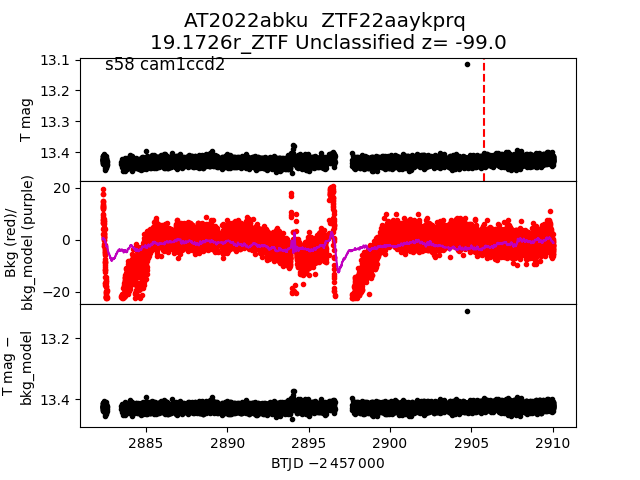 AT2022abku  ZTF22aaykprq
19.1726r_ZTF Unclassified z= -99.0
s58 cam1ccd2
13.1
13.2
13.3
13.4
T mag
20
0
−20
Bkg (red)/
bkg_model (purple)
13.2
13.4
T mag −
bkg_model
2885
2890
2895
2900
2905
2910
BTJD −2 457 000